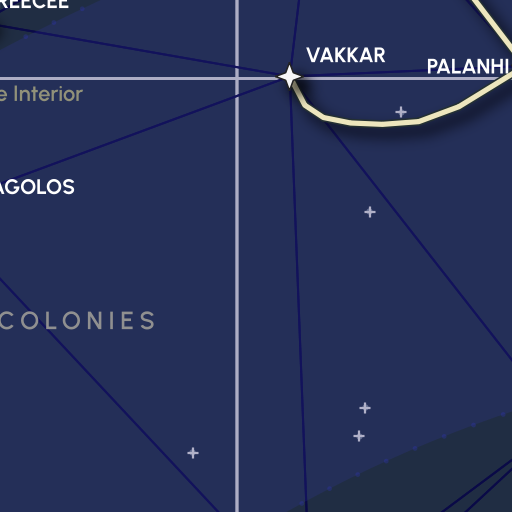 REECEE
VAKKAR
PALANHI
e Interior
AGOLOS
COLONIES